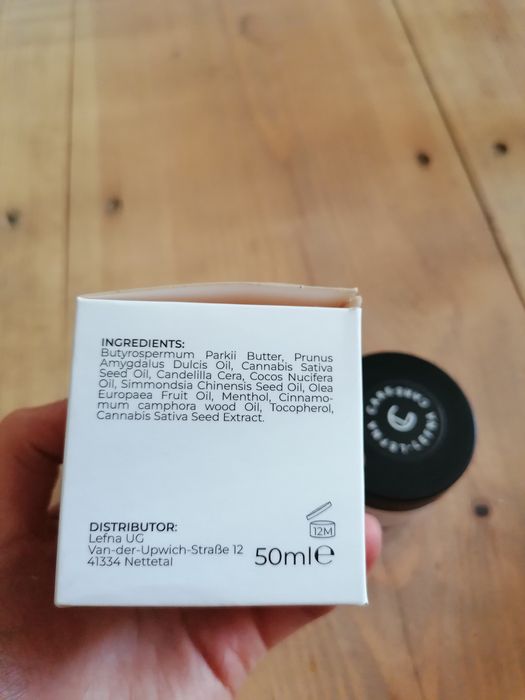 INGREDIENTS:
Butyrospermum Parkii Butter, Prunus
Amygdalus Dulcis Oil, Cannabis Sativa
Seed Oil, Candelilla Cera, Cocos Nucifera
Oil, Simmondsia Chinensis Seed Oil, Olea
Europaea Fruit Oil, Menthol, Cinnamo-
mum camphora wood Oil, Tocopherol,
Cannabis Sativa Seed Extract.
DISTRIBUTOR:
Lefna UG
Van-der-Upwich-Straße 12
41334 Nettetal
12M
50ml℮